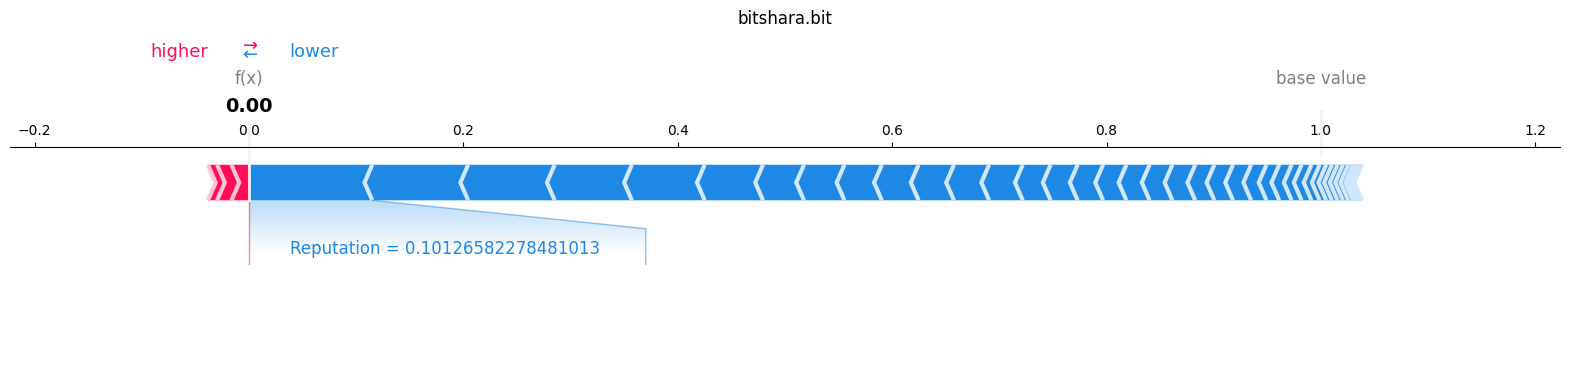 bitshara.bit
higher ⇄ lower
f(x) base value
0.00
−0.2 0.0 0.2 0.4 0.6 0.8 1.0 1.2
Reputation = 0.10126582278481013